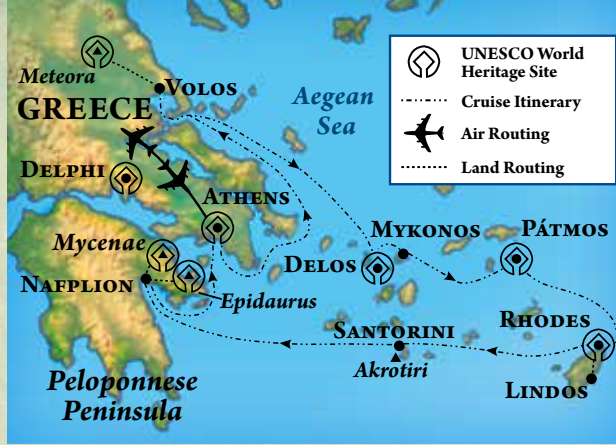 Meteora
VOLOS
GREECE
Aegean
Sea
DELPHI
ATHENS
Mycenae
NAFPLION
Epidaurus
Peloponnese
Peninsula
DELOS
MYKONOS
PÁTMOS
SANTORINI
Akrotiri
RHODES
LINDOS
UNESCO World
Heritage Site
Cruise Itinerary
Air Routing
Land Routing